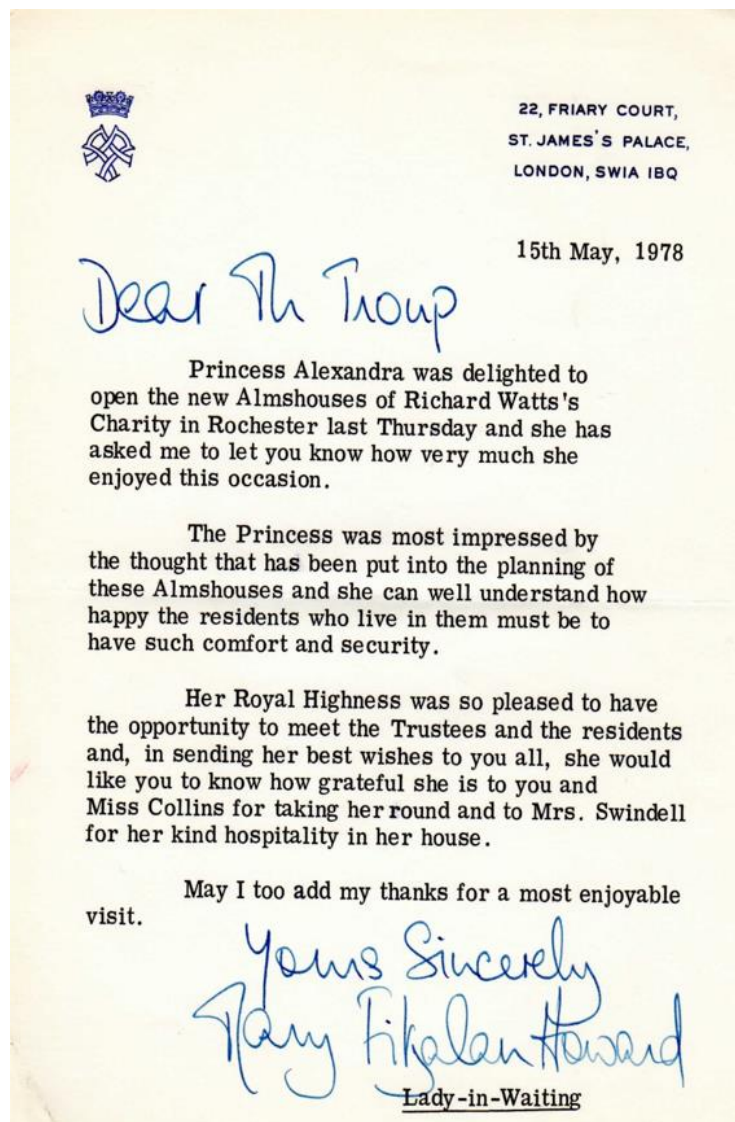 22, FRIARY COURT,
ST. JAMES'S PALACE,
LONDON, SW1A 1BQ
15th May, 1978
Dear Mr Troup
Princess Alexandra was delighted to
open the new Almshouses of Richard Watts's
Charity in Rochester last Thursday and she has
asked me to let you know how very much she
enjoyed this occasion.
The Princess was most impressed by
the thought that has been put into the planning of
these Almshouses and she can well understand how
happy the residents who live in them must be to
have such comfort and security.
Her Royal Highness was so pleased to have
the opportunity to meet the Trustees and the residents
and, in sending her best wishes to you all, she would
like you to know how grateful she is to you and
Miss Collins for taking her round and to Mrs. Swindell
for her kind hospitality in her house.
May I too add my thanks for a most enjoyable
visit.
Yours Sincerely
Mary Fitzalan Howard
Lady-in-Waiting